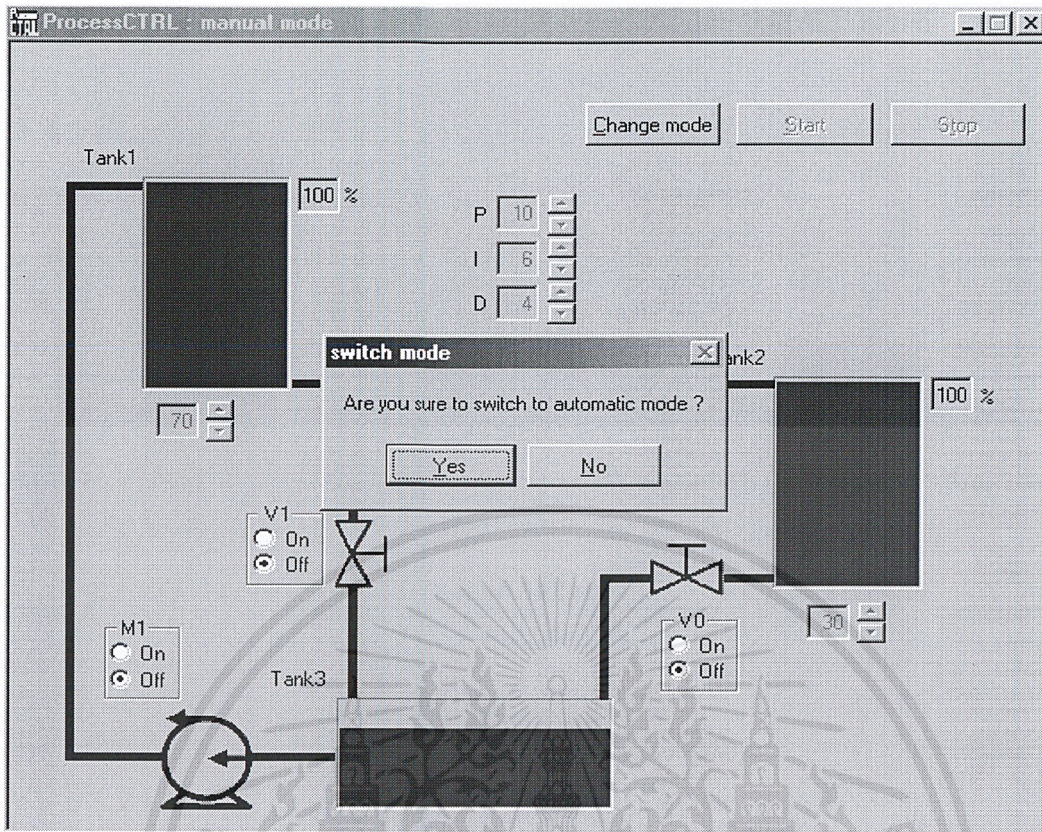 CTRL
ProcessCTRL : manual mode
Change mode
Start
Stop
Tank1
100 %
P 10
I 6
D 4
switch mode
Are you sure to switch to automatic mode ?
Yes
No
ank2
100 %
70
30
V1
On
Off
V0
On
Off
M1
On
Off
Tank3